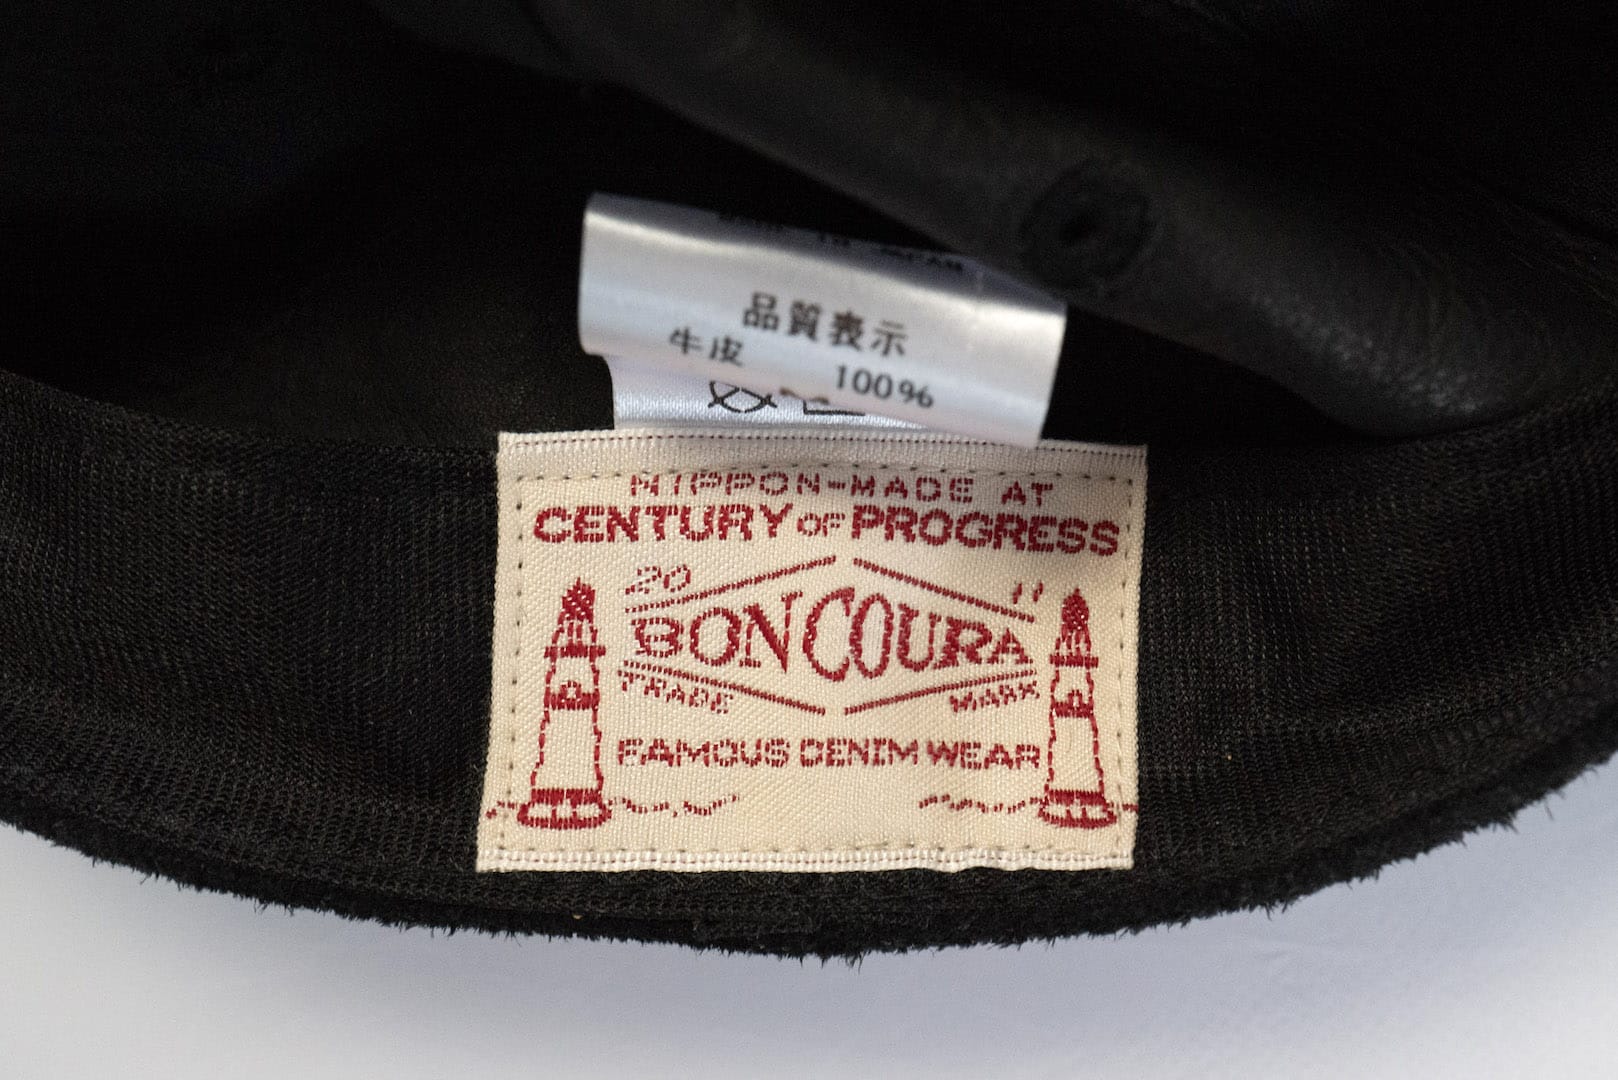 品質表示
牛皮 100%
NIPPON-MADE AT
CENTURY OF PROGRESS
20 11
BONCOURA
TRADE MARK
FAMOUS DENIM WEAR